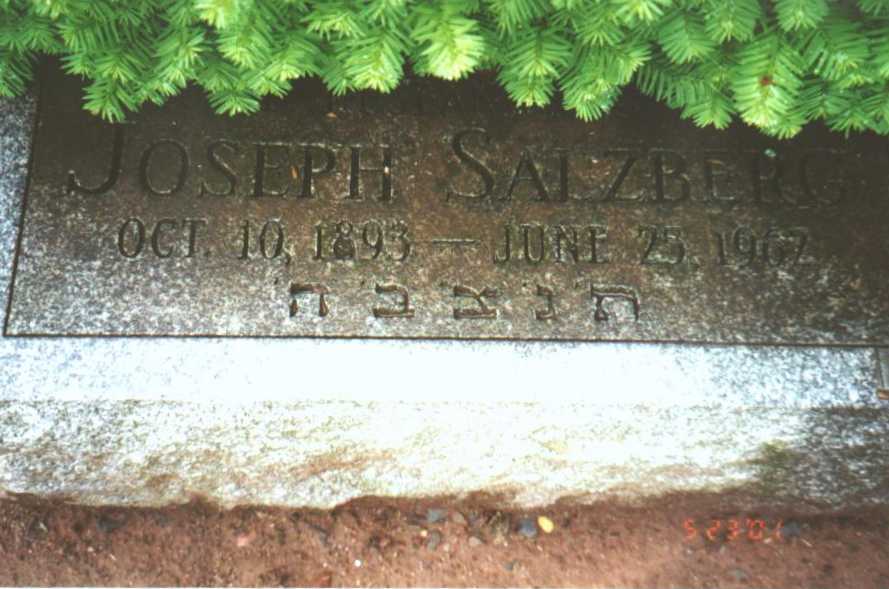 JOSEPH SALZBERG
OCT. 10, 1893 — JUNE 25, 1967
ת' נ' צ' ב' ה'
5 23'01